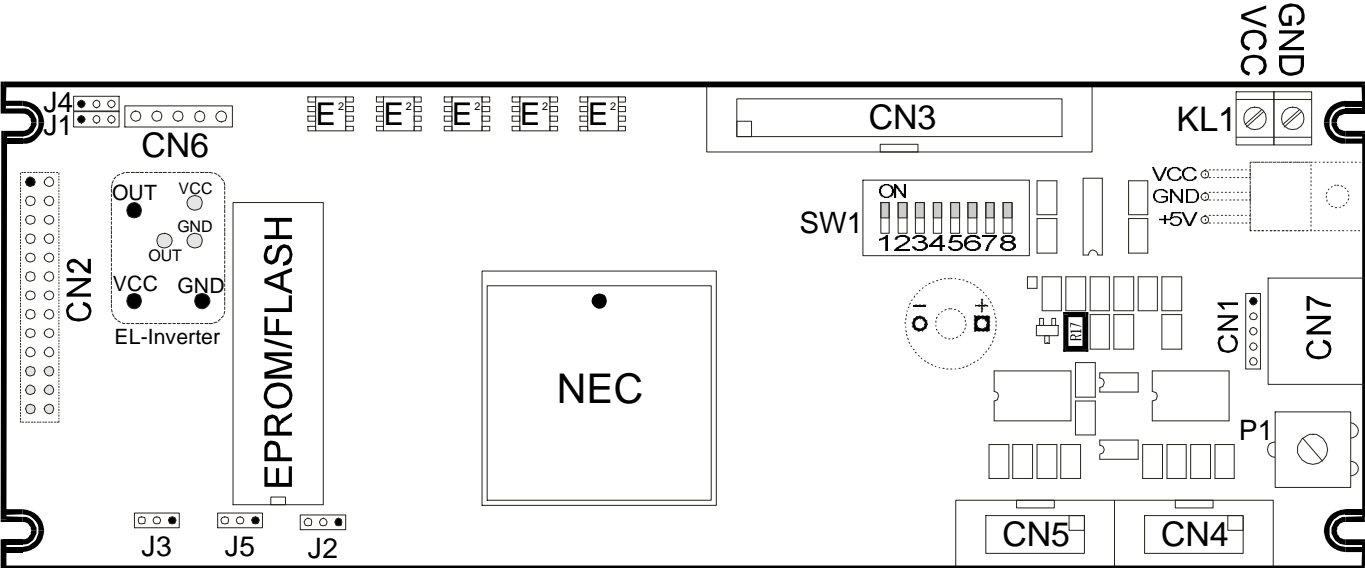 GND
VCC
J4
J1
CN6
E²
E²
E²
E²
E²
CN3
KL1
OUT
VCC
GND
OUT
VCC
GND
EL-Inverter
CN2
EPROM/FLASH
SW1
ON
12345678
VCC
GND
+5V
NEC
−
+
R17
CN1
CN7
P1
J3
J5
J2
CN5
CN4